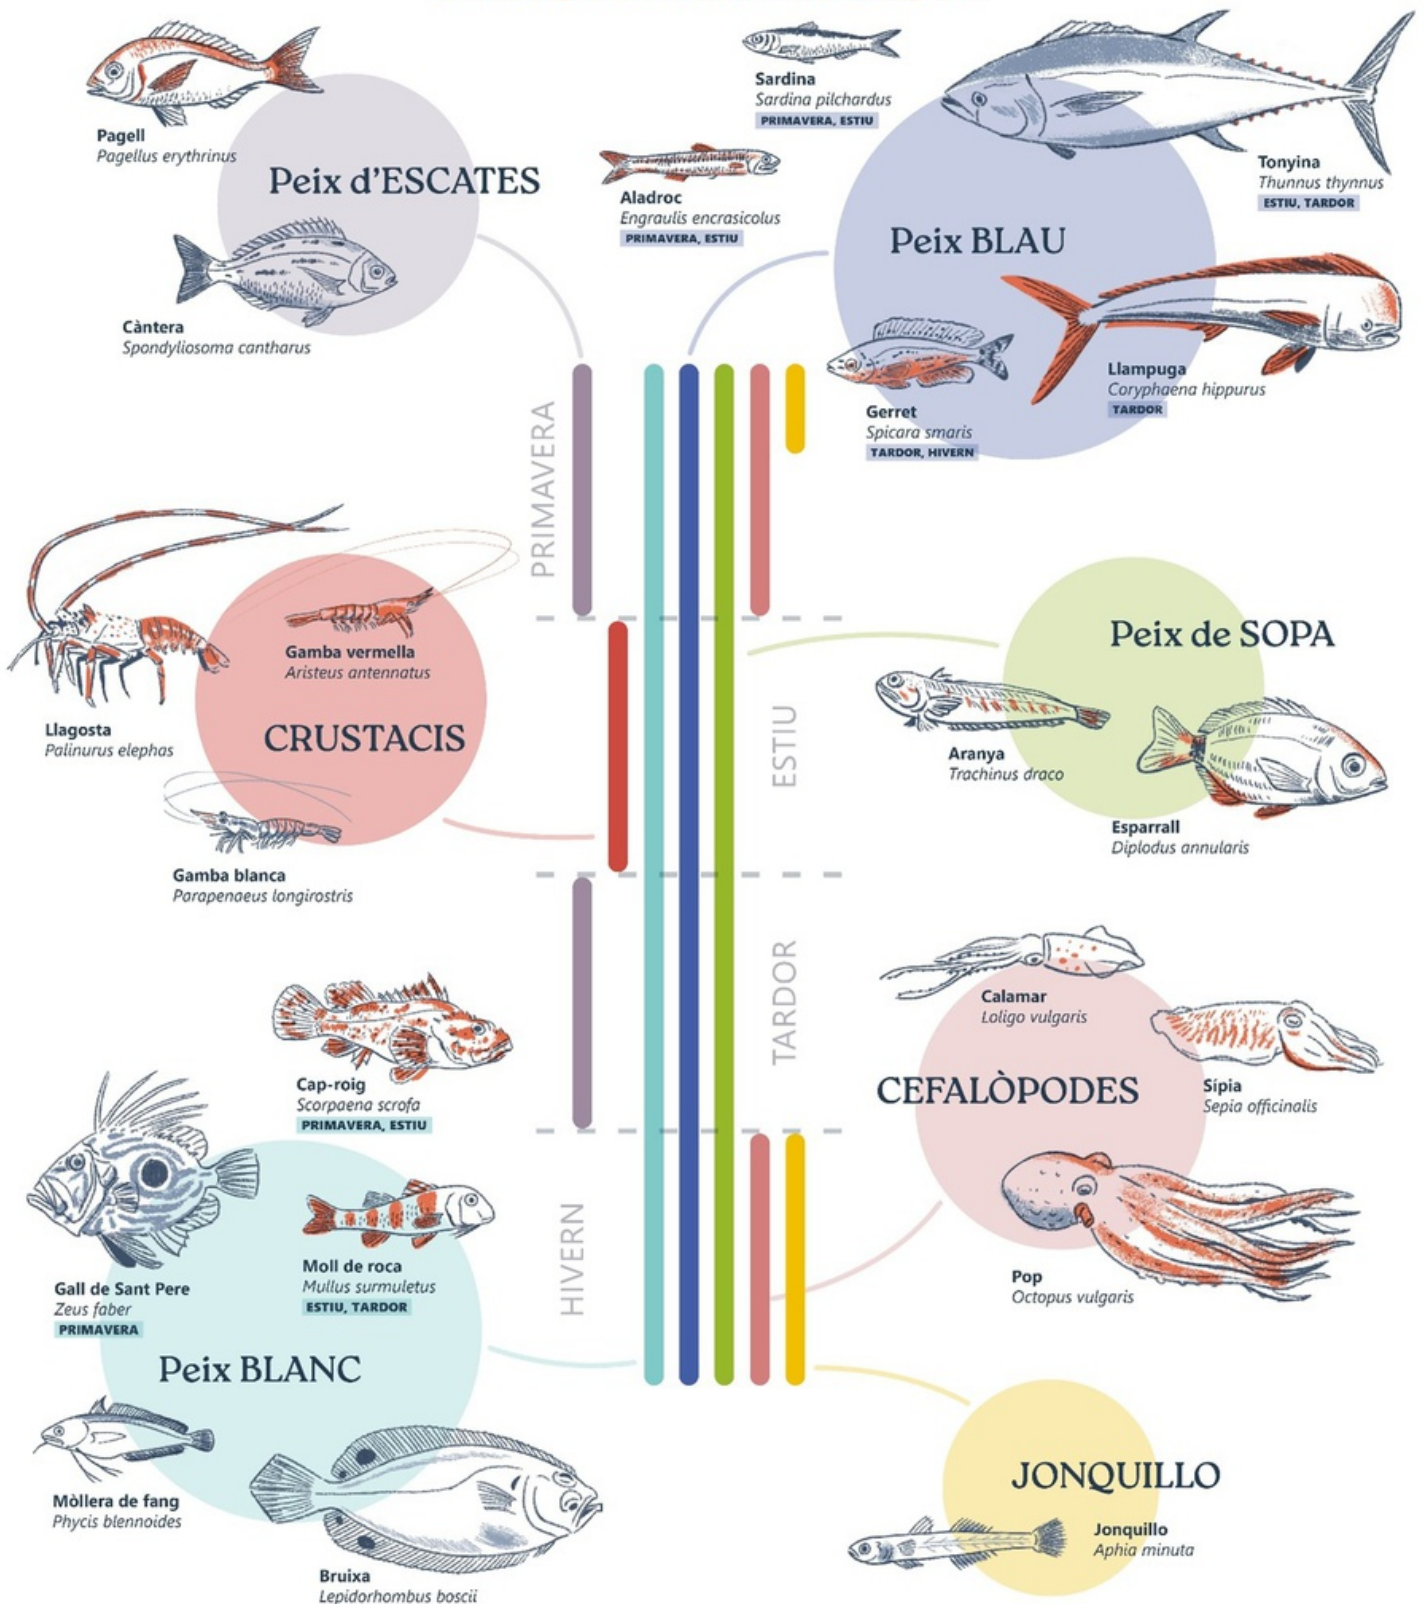 Pagell
Pagellus erythrinus
Peix d'ESCATES
Càntera
Spondyliosoma cantharus
Sardina
Sardina pilchardus
PRIMAVERA, ESTIU
Aladroc
Engraulis encrasicolus
PRIMAVERA, ESTIU
Tonyina
Thunnus thynnus
ESTIU, TARDOR
Peix BLAU
Llampuga
Coryphaena hippurus
TARDOR
Gerret
Spicara smaris
TARDOR, HIVERN
PRIMAVERA
Gamba vermella
Aristeus antennatus
Llagosta
Palinurus elephas
CRUSTACIS
Gamba blanca
Parapenaeus longirostris
ESTIU
Peix de SOPA
Aranya
Trachinus draco
Esparrall
Diplodus annularis
TARDOR
Calamar
Loligo vulgaris
CEFALÒPODES
Sípia
Sepia officinalis
Pop
Octopus vulgaris
Cap-roig
Scorpaena scrofa
PRIMAVERA, ESTIU
Gall de Sant Pere
Zeus faber
PRIMAVERA
Moll de roca
Mullus surmuletus
ESTIU, TARDOR
HIVERN
Peix BLANC
Mòllera de fang
Phycis blennoides
Bruixa
Lepidorhombus boscii
JONQUILLO
Jonquillo
Aphia minuta